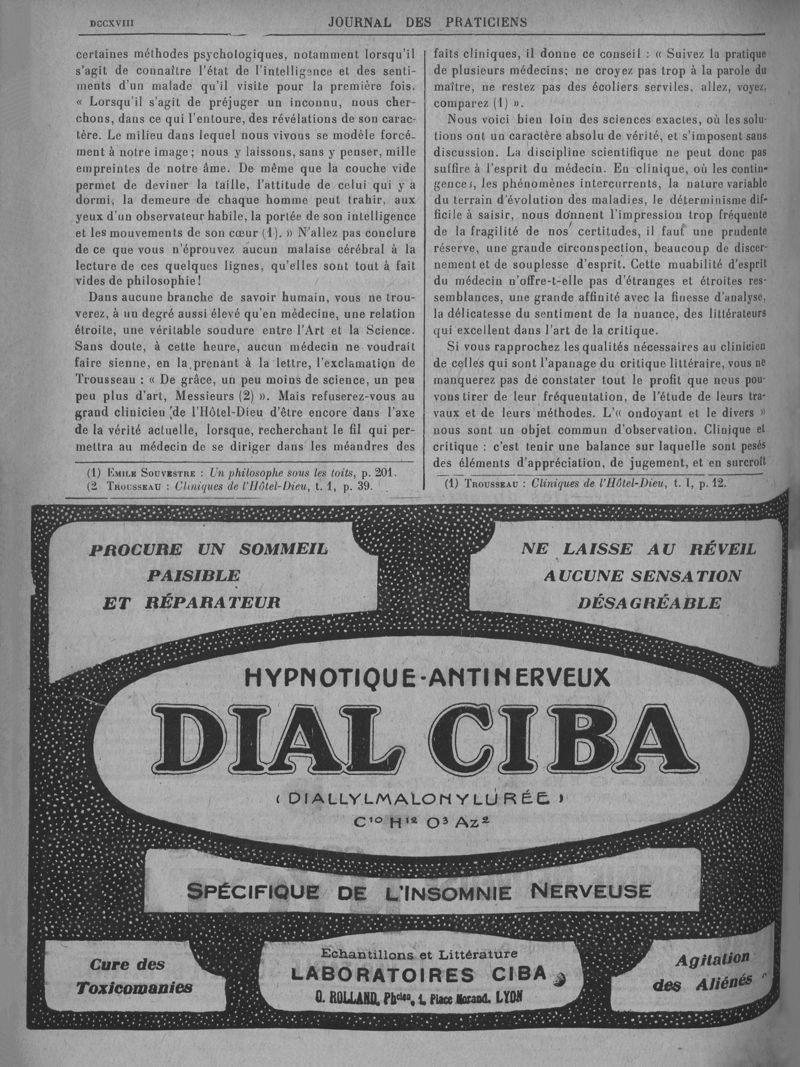 DCCXVIII
JOURNAL DES PRATICIENS
certaines méthodes psychologiques, notamment lorsqu'il
s'agit de connaître l'état de l'intelligence et des senti-
ments d'un malade qu'il visite pour la première fois.
« Lorsqu'il s'agit de préjuger un inconnu, nous cher-
chons, dans ce qui l'entoure, des révélations de son carac-
tère. Le milieu dans lequel nous vivons se modèle forcé-
ment à notre image ; nous y laissons, sans y penser, mille
empreintes de notre âme. De même que la couche vide
permet de deviner la taille, l'attitude de celui qui y a
dormi, la demeure de chaque homme peut trahir, aux
yeux d'un observateur habile, la portée de son intelligence
et les mouvements de son cœur (1). » N'allez pas conclure
de ce que vous n'éprouvez aucun malaise cérébral à la
lecture de ces quelques lignes, qu'elles sont tout à fait
vides de philosophie !
Dans aucune branche de savoir humain, vous ne trou-
verez, à un degré aussi élevé qu'en médecine, une relation
étroite, une véritable soudure entre l'Art et la Science.
Sans doute, à cette heure, aucun médecin ne voudrait
faire sienne, en la prenant à la lettre, l'exclamation de
Trousseau : « De grâce, un peu moins de science, un peu
peu plus d'art, Messieurs (2) ». Mais refuserez-vous au
grand clinicien de l'Hôtel-Dieu d'être encore dans l'axe
de la vérité actuelle, lorsque, recherchant le fil qui per-
mettra au médecin de se diriger dans les méandres des
(1) EMILE SOUVESTRE : Un philosophe sous les toits, p. 201.
(2 TROUSSEAU : Cliniques de l'Hôtel-Dieu, t. 1, p. 39.
faits cliniques, il donne ce conseil : « Suivez la pratique
de plusieurs médecins; ne croyez pas trop à la parole du
maître, ne restez pas des écoliers serviles, allez, voyez,
comparez (1) ».
Nous voici bien loin des sciences exactes, où les solu-
tions ont un caractère absolu de vérité, et s'imposent sans
discussion. La discipline scientifique ne peut donc pas
suffire à l'esprit du médecin. En clinique, où les contin-
gences, les phénomènes intercurrents, la nature variable
du terrain d'évolution des maladies, le déterminisme dif-
ficile à saisir, nous donnent l'impression trop fréquente
de la fragilité de nos certitudes, il faut une prudente
réserve, une grande circonspection, beaucoup de discer-
nement et de souplesse d'esprit. Cette muabilité d'esprit
du médecin n'offre-t-elle pas d'étranges et étroites res-
semblances, une grande affinité avec la finesse d'analyse,
la délicatesse du sentiment de la nuance, des littérateurs
qui excellent dans l'art de la critique.
Si vous rapprochez les qualités nécessaires au clinicien
de celles qui sont l'apanage du critique littéraire, vous ne
manquerez pas de constater tout le profit que nous pou-
vons tirer de leur fréquentation, de l'étude de leurs tra-
vaux et de leurs méthodes. L'« ondoyant et le divers »
nous sont un objet commun d'observation. Clinique et
critique : c'est tenir une balance sur laquelle sont pesés
des éléments d'appréciation, de jugement, et en surcroît
(1) TROUSSEAU : Cliniques de l'Hôtel-Dieu, t. I, p. 12.
PROCURE UN SOMMEIL
PAISIBLE
ET RÉPARATEUR
NE LAISSE AU RÉVEIL
AUCUNE SENSATION
DÉSAGRÉABLE
HYPNOTIQUE-ANTINERVEUX
DIAL CIBA
( DIALLYLMALONYLURÉE )
C¹⁰ H¹² O³ Az²
SPÉCIFIQUE DE L'INSOMNIE NERVEUSE
Cure des
Toxicomanies
Echantillons et Littérature
LABORATOIRES CIBA
O. ROLLAND, Phcien, 1, Place Morand, LYON
Agitation
des Aliénés